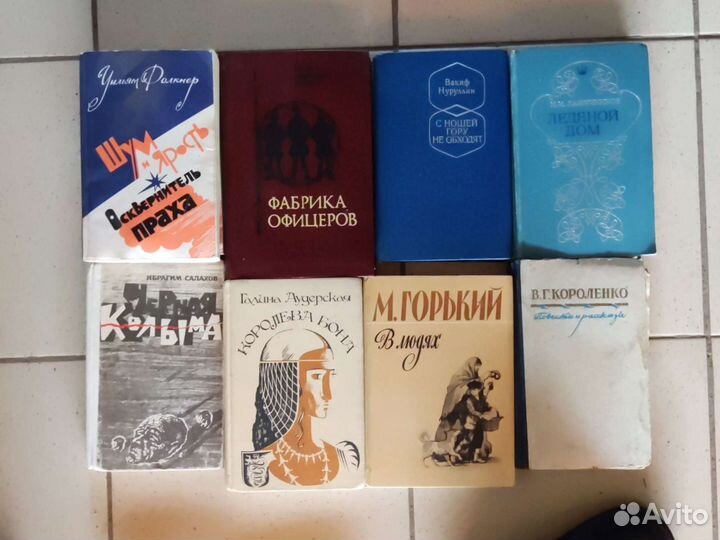 Уильям Фолкнер
Шум
и ярость
Осквернитель
праха
ФАБРИКА
ОФИЦЕРОВ
Вакиф
Нуруллин
С НОШЕЙ
ГОРУ
НЕ ОБХОДЯТ
ЛЕДЯНОЙ
ДОМ
ИБРАГИМ САЛАХОВ
ЧЕРНАЯ
КОЛЫМА
Галина Аудерская
КОРОЛЕВА БОНА
М. ГОРЬКИЙ
В людях
В. Г. КОРОЛЕНКО
Повести и рассказы
Avito